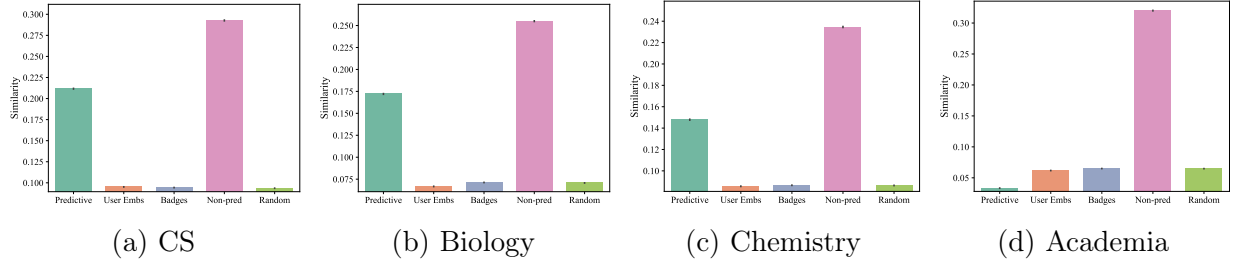 Similarity
0.300
0.275
0.250
0.225
0.200
0.175
0.150
0.125
0.100
Predictive User Embs Badges Non-pred Random
(a) CS
Similarity
0.250
0.225
0.200
0.175
0.150
0.125
0.100
0.075
Predictive User Embs Badges Non-pred Random
(b) Biology
Similarity
0.24
0.22
0.20
0.18
0.16
0.14
0.12
0.10
Predictive User Embs Badges Non-pred Random
(c) Chemistry
Similarity
0.30
0.25
0.20
0.15
0.10
0.05
Predictive User Embs Badges Non-pred Random
(d) Academia